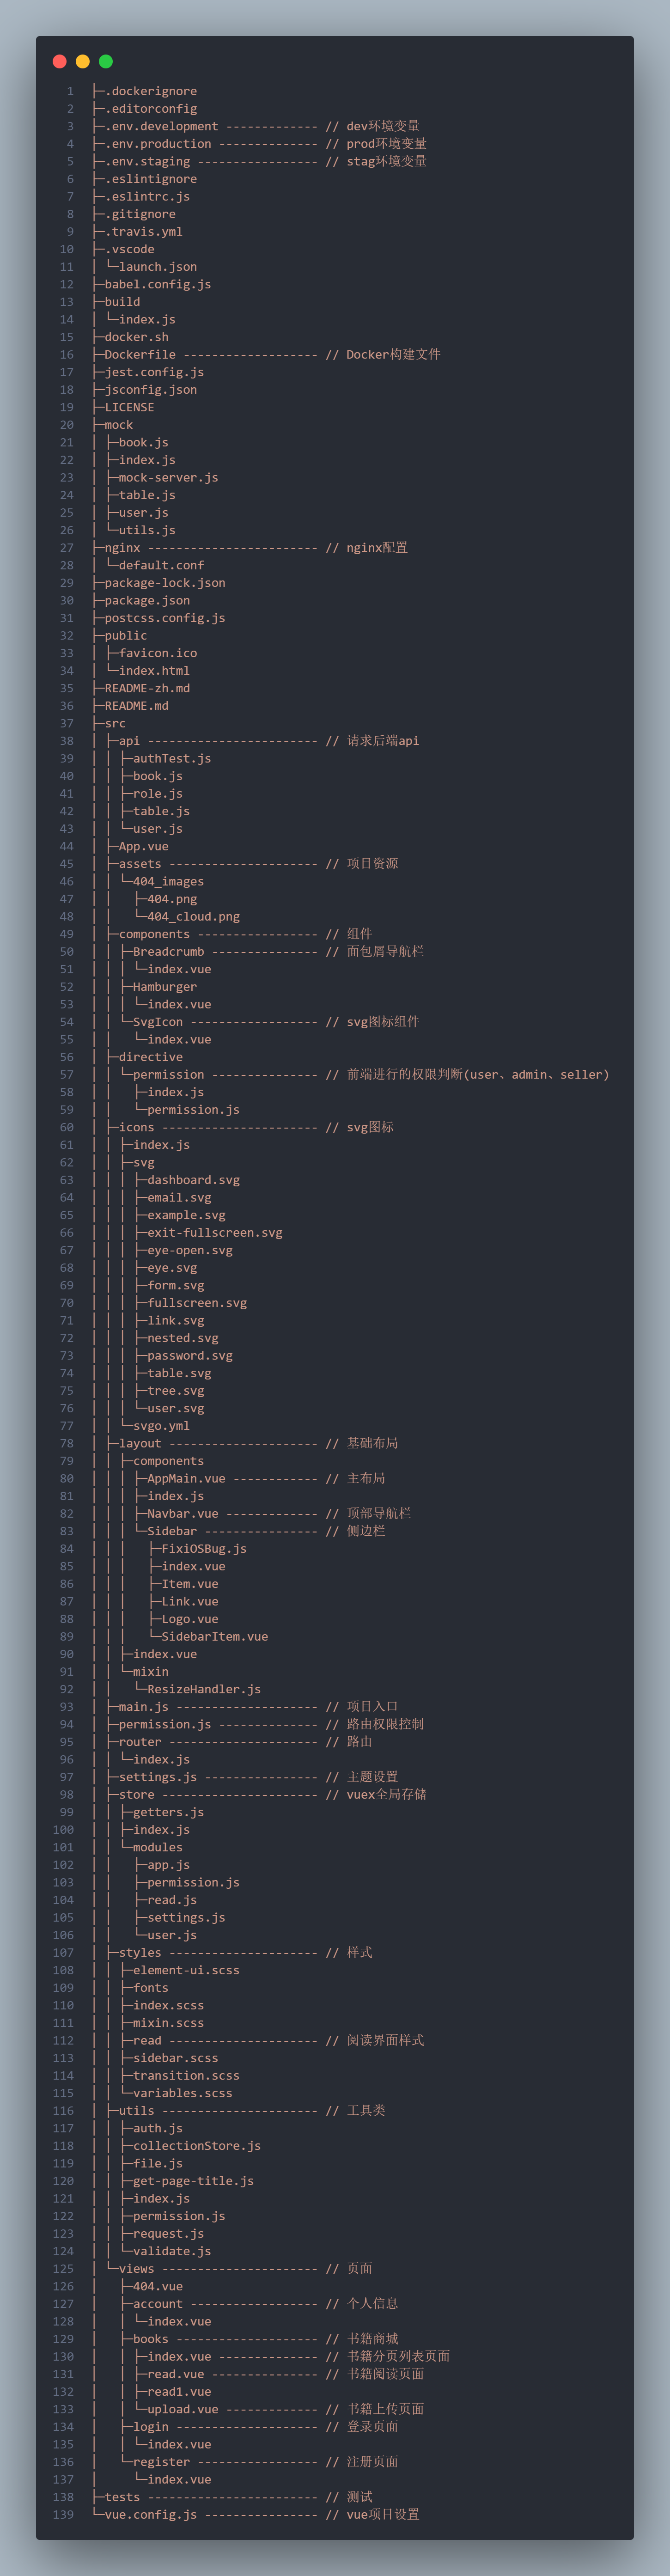 1 ├─.dockerignore
2 ├─.editorconfig
3 ├─.env.development ------------- // dev环境变量
4 ├─.env.production -------------- // prod环境变量
5 ├─.env.staging ----------------- // stag环境变量
6 ├─.eslintignore
7 ├─.eslintrc.js
8 ├─.gitignore
9 ├─.travis.yml
10 ├─.vscode
11 │ └─launch.json
12 ├─babel.config.js
13 ├─build
14 │ └─index.js
15 ├─docker.sh
16 ├─Dockerfile ------------------- // Docker构建文件
17 ├─jest.config.js
18 ├─jsconfig.json
19 ├─LICENSE
20 ├─mock
21 │ ├─book.js
22 │ ├─index.js
23 │ ├─mock-server.js
24 │ ├─table.js
25 │ ├─user.js
26 │ └─utils.js
27 ├─nginx ------------------------ // nginx配置
28 │ └─default.conf
29 ├─package-lock.json
30 ├─package.json
31 ├─postcss.config.js
32 ├─public
33 │ ├─favicon.ico
34 │ └─index.html
35 ├─README-zh.md
36 ├─README.md
37 ├─src
38 │ ├─api ------------------------ // 请求后端api
39 │ │ ├─authTest.js
40 │ │ ├─book.js
41 │ │ ├─role.js
42 │ │ ├─table.js
43 │ │ └─user.js
44 │ ├─App.vue
45 │ ├─assets --------------------- // 项目资源
46 │ │ └─404_images
47 │ │   ├─404.png
48 │ │   └─404_cloud.png
49 │ ├─components ----------------- // 组件
50 │ │ ├─Breadcrumb --------------- // 面包屑导航栏
51 │ │ │ └─index.vue
52 │ │ ├─Hamburger
53 │ │ │ └─index.vue
54 │ │ └─SvgIcon ------------------ // svg图标组件
55 │ │   └─index.vue
56 │ ├─directive
57 │ │ └─permission --------------- // 前端进行的权限判断(user、admin、seller)
58 │ │   ├─index.js
59 │ │   └─permission.js
60 │ ├─icons ---------------------- // svg图标
61 │ │ ├─index.js
62 │ │ ├─svg
63 │ │ │ ├─dashboard.svg
64 │ │ │ ├─email.svg
65 │ │ │ ├─example.svg
66 │ │ │ ├─exit-fullscreen.svg
67 │ │ │ ├─eye-open.svg
68 │ │ │ ├─eye.svg
69 │ │ │ ├─form.svg
70 │ │ │ ├─fullscreen.svg
71 │ │ │ ├─link.svg
72 │ │ │ ├─nested.svg
73 │ │ │ ├─password.svg
74 │ │ │ ├─table.svg
75 │ │ │ ├─tree.svg
76 │ │ │ └─user.svg
77 │ │ └─svgo.yml
78 │ ├─layout --------------------- // 基础布局
79 │ │ ├─components
80 │ │ │ ├─AppMain.vue ------------ // 主布局
81 │ │ │ ├─index.js
82 │ │ │ ├─Navbar.vue ------------- // 顶部导航栏
83 │ │ │ └─Sidebar ---------------- // 侧边栏
84 │ │ │   ├─FixiOSBug.js
85 │ │ │   ├─index.vue
86 │ │ │   ├─Item.vue
87 │ │ │   ├─Link.vue
88 │ │ │   ├─Logo.vue
89 │ │ │   └─SidebarItem.vue
90 │ │ ├─index.vue
91 │ │ └─mixin
92 │ │   └─ResizeHandler.js
93 │ ├─main.js -------------------- // 项目入口
94 │ ├─permission.js -------------- // 路由权限控制
95 │ ├─router --------------------- // 路由
96 │ │ └─index.js
97 │ ├─settings.js ---------------- // 主题设置
98 │ ├─store ---------------------- // vuex全局存储
99 │ │ ├─getters.js
100 │ │ ├─index.js
101 │ │ └─modules
102 │ │   ├─app.js
103 │ │   ├─permission.js
104 │ │   ├─read.js
105 │ │   ├─settings.js
106 │ │   └─user.js
107 │ ├─styles --------------------- // 样式
108 │ │ ├─element-ui.scss
109 │ │ ├─fonts
110 │ │ ├─index.scss
111 │ │ ├─mixin.scss
112 │ │ ├─read --------------------- // 阅读界面样式
113 │ │ ├─sidebar.scss
114 │ │ ├─transition.scss
115 │ │ └─variables.scss
116 │ ├─utils ---------------------- // 工具类
117 │ │ ├─auth.js
118 │ │ ├─collectionStore.js
119 │ │ ├─file.js
120 │ │ ├─get-page-title.js
121 │ │ ├─index.js
122 │ │ ├─permission.js
123 │ │ ├─request.js
124 │ │ └─validate.js
125 │ └─views ---------------------- // 页面
126 │   ├─404.vue
127 │   ├─account ------------------ // 个人信息
128 │   │ └─index.vue
129 │   ├─books -------------------- // 书籍商城
130 │   │ ├─index.vue -------------- // 书籍分页列表页面
131 │   │ ├─read.vue --------------- // 书籍阅读页面
132 │   │ ├─read1.vue
133 │   │ └─upload.vue ------------- // 书籍上传页面
134 │   ├─login -------------------- // 登录页面
135 │   │ └─index.vue
136 │   └─register ----------------- // 注册页面
137 │     └─index.vue
138 ├─tests ------------------------ // 测试
139 └─vue.config.js ---------------- // vue项目设置